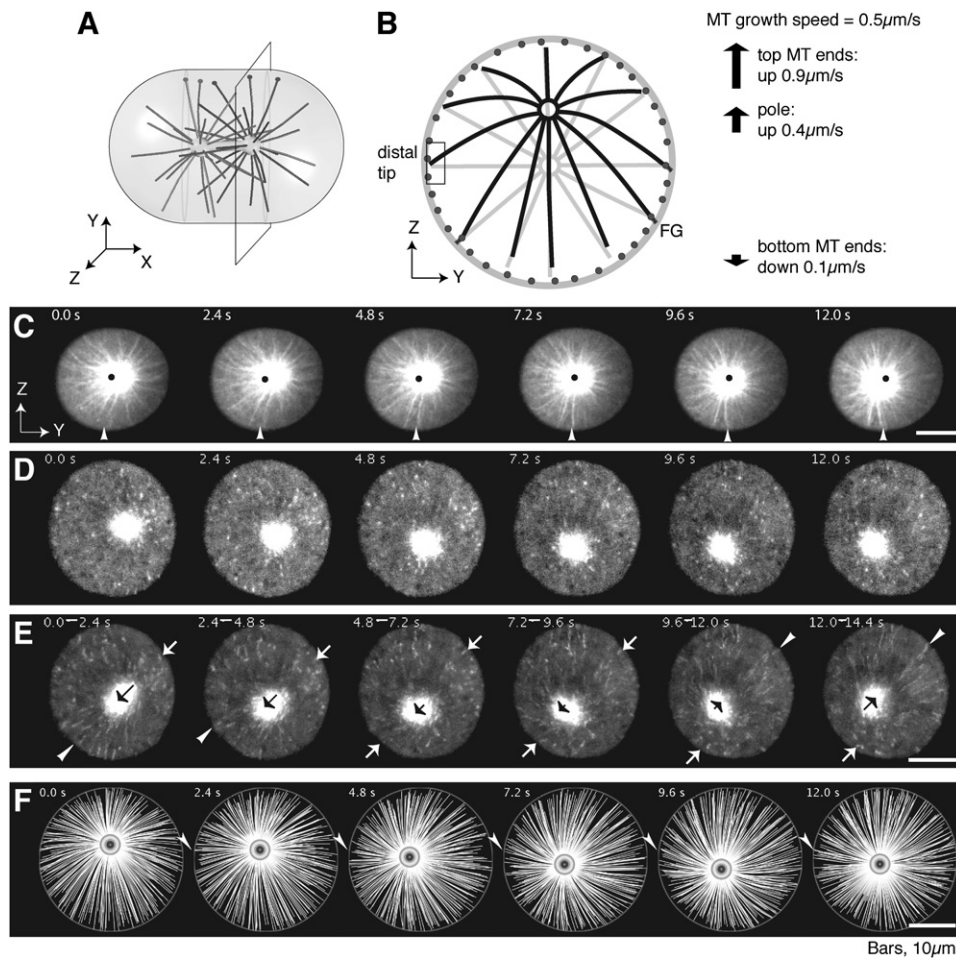 A
Y
Z
X
B
distal
tip
FG
Z
Y
MT growth speed = 0.5µm/s
top MT ends:
up 0.9µm/s
pole:
up 0.4µm/s
bottom MT ends:
down 0.1µm/s
C
0.0 s 2.4 s 4.8 s 7.2 s 9.6 s 12.0 s
Z
Y
D
0.0 s 2.4 s 4.8 s 7.2 s 9.6 s 12.0 s
E
0.0–2.4 s 2.4–4.8 s 4.8–7.2 s 7.2–9.6 s 9.6–12.0 s 12.0–14.4 s
F
0.0 s 2.4 s 4.8 s 7.2 s 9.6 s 12.0 s
Bars, 10µm